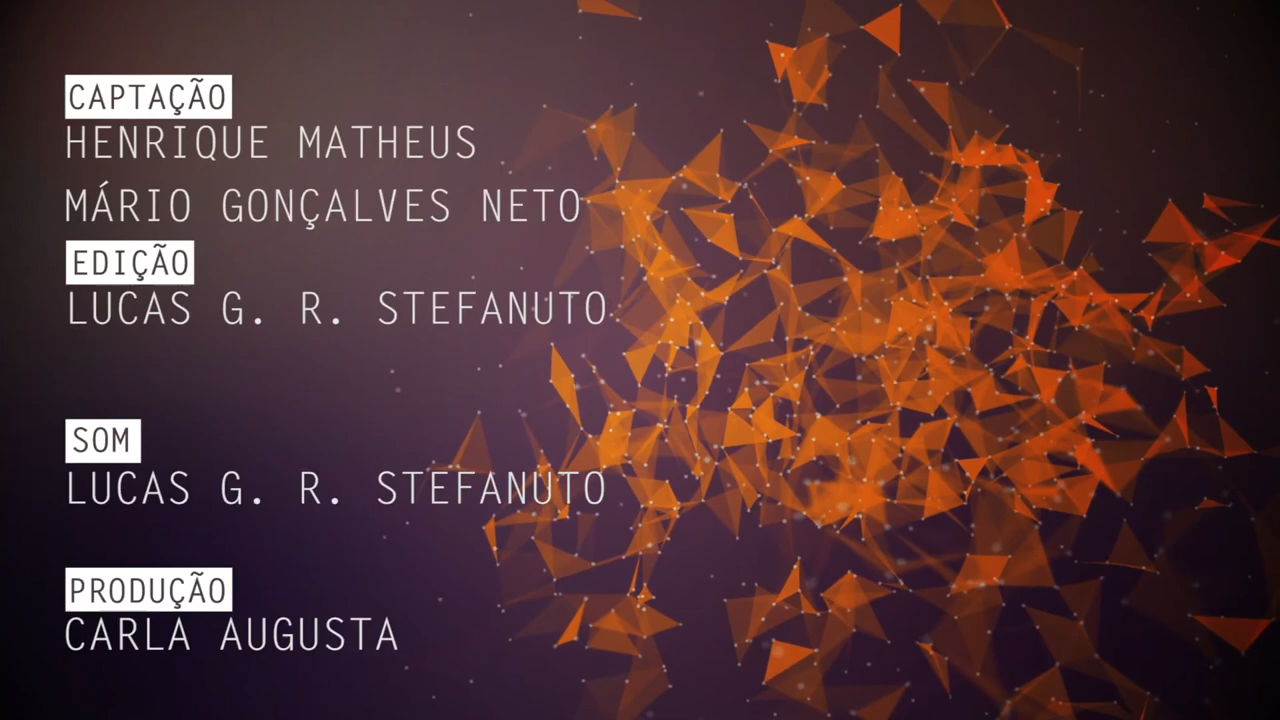 CAPTAÇÃO
HENRIQUE MATHEUS
MÁRIO GONÇALVES NETO
EDIÇÃO
LUCAS G. R. STEFANUTO
SOM
LUCAS G. R. STEFANUTO
PRODUÇÃO
CARLA AUGUSTA